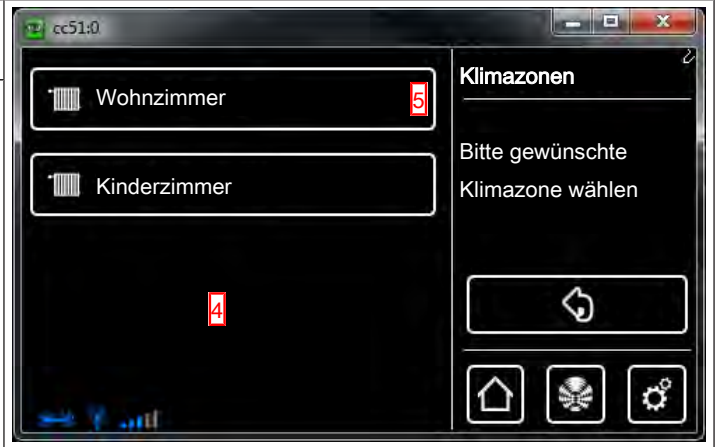 cc51:0
Wohnzimmer
5
Kinderzimmer
4
Klimazonen
Bitte gewünschte
Klimazone wählen